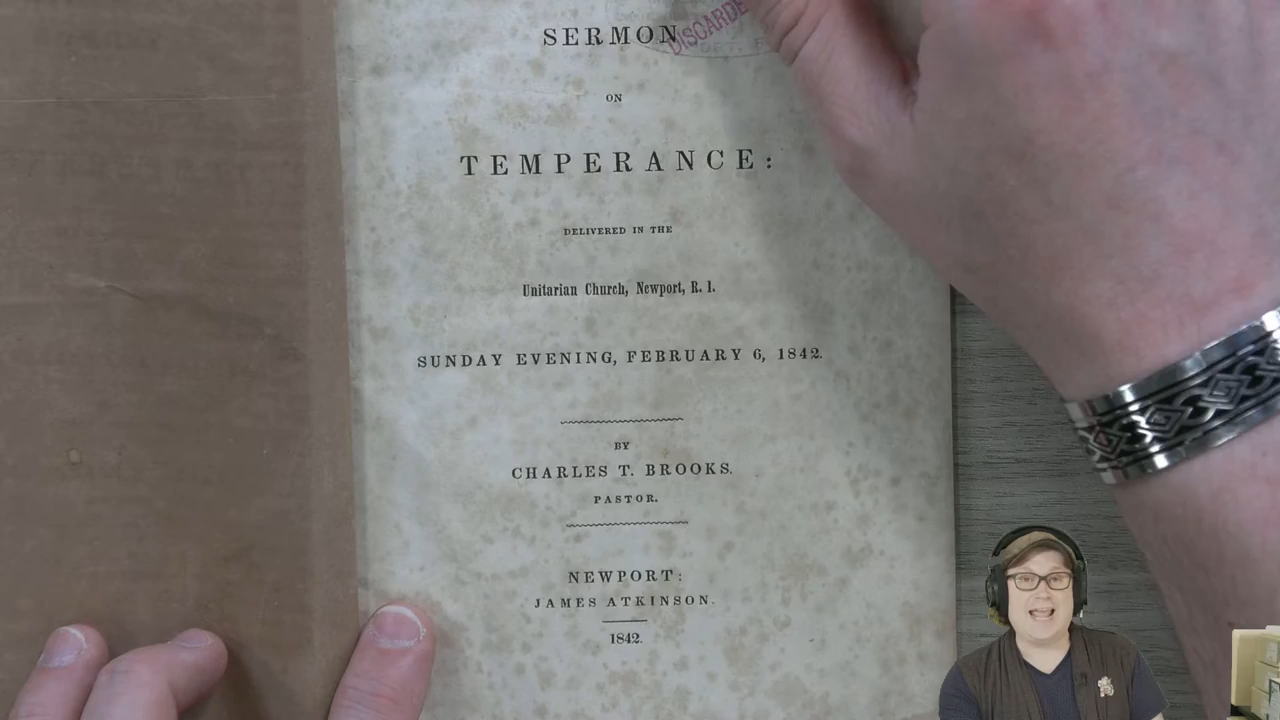 SERMON
DISCARDE
ON
TEMPERANCE:
DELIVERED IN THE
Unitarian Church, Newport, R. I.
SUNDAY EVENING, FEBRUARY 6, 1842.
BY
CHARLES T. BROOKS.
PASTOR.
NEWPORT:
JAMES ATKINSON.
1842.